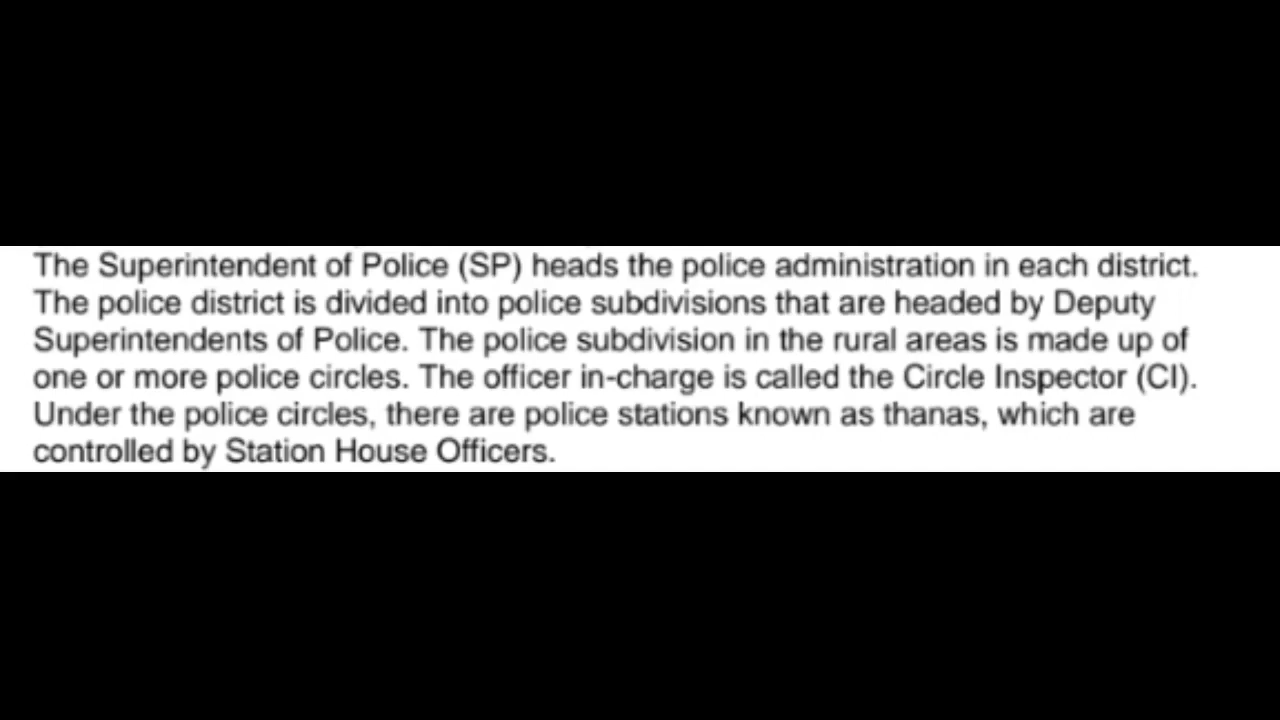 The Superintendent of Police (SP) heads the police administration in each district.
The police district is divided into police subdivisions that are headed by Deputy
Superintendents of Police. The police subdivision in the rural areas is made up of
one or more police circles. The officer in-charge is called the Circle Inspector (CI).
Under the police circles, there are police stations known as thanas, which are
controlled by Station House Officers.